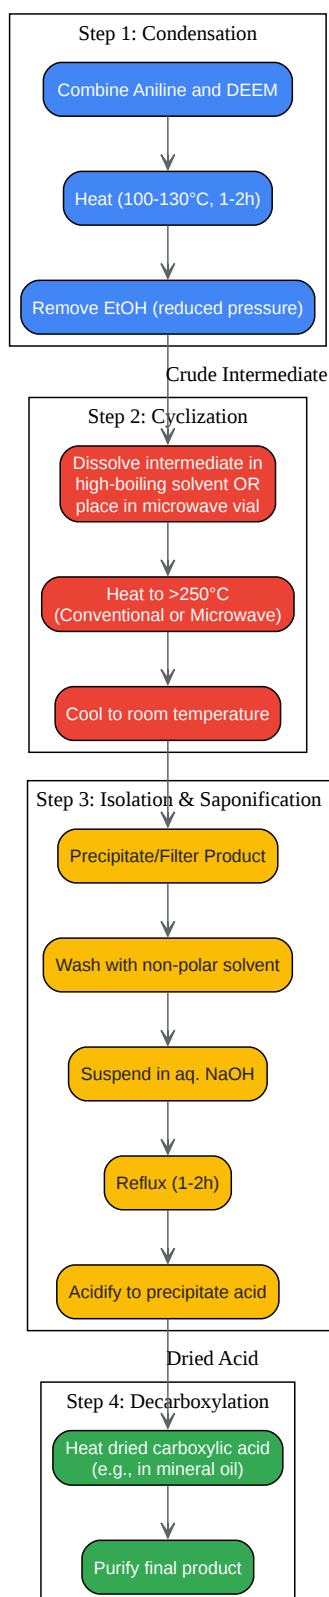 Step 1: Condensation
Combine Aniline and DEEM
Heat (100-130°C, 1-2h)
Remove EtOH (reduced pressure)
Crude Intermediate
Step 2: Cyclization
Dissolve intermediate in
high-boiling solvent OR
place in microwave vial
Heat to >250°C
(Conventional or Microwave)
Cool to room temperature
Step 3: Isolation & Saponification
Precipitate/Filter Product
Wash with non-polar solvent
Suspend in aq. NaOH
Reflux (1-2h)
Acidify to precipitate acid
Dried Acid
Step 4: Decarboxylation
Heat dried carboxylic acid
(e.g., in mineral oil)
Purify final product